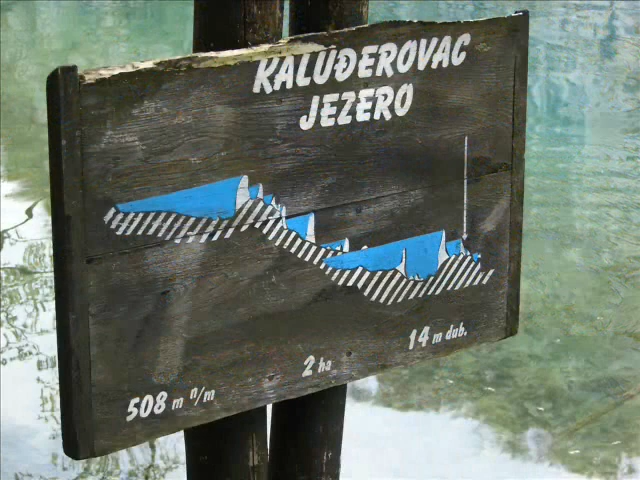 KALUĐEROVAC
JEZERO
508 m n/m
2 ha
14 m dub.